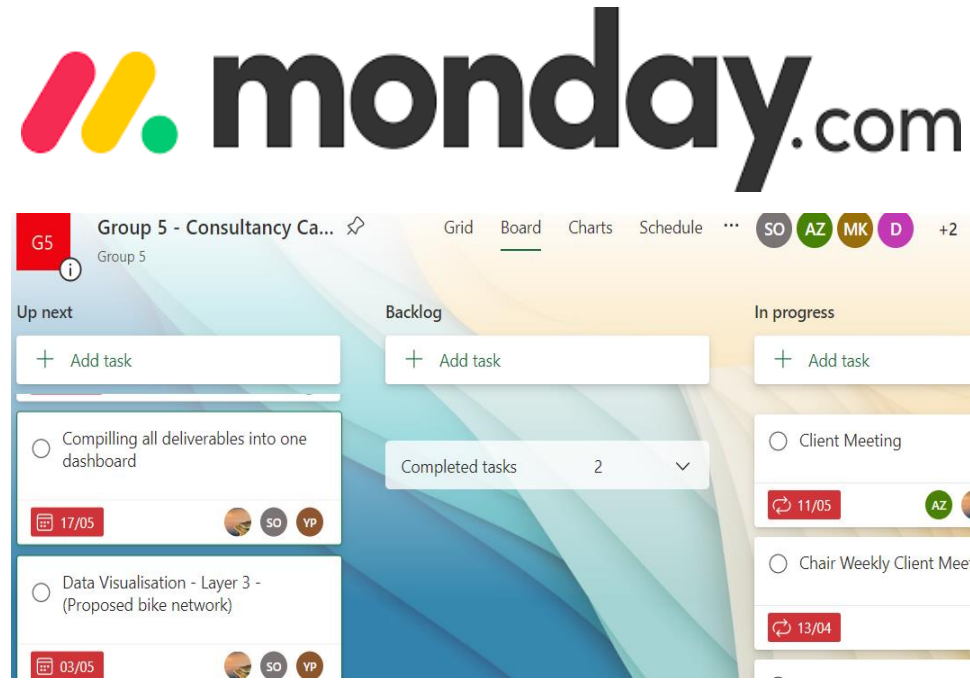 monday.com
G5
Group 5 - Consultancy Ca...
Group 5
Grid Board Charts Schedule ... SO AZ MK D +2
Up next
+ Add task
Compilling all deliverables into one
dashboard
17/05 SO YP
Data Visualisation - Layer 3 -
(Proposed bike network)
03/05 SO YP
Backlog
+ Add task
Completed tasks 2
In progress
+ Add task
Client Meeting
11/05 AZ
Chair Weekly Client Mee
13/04